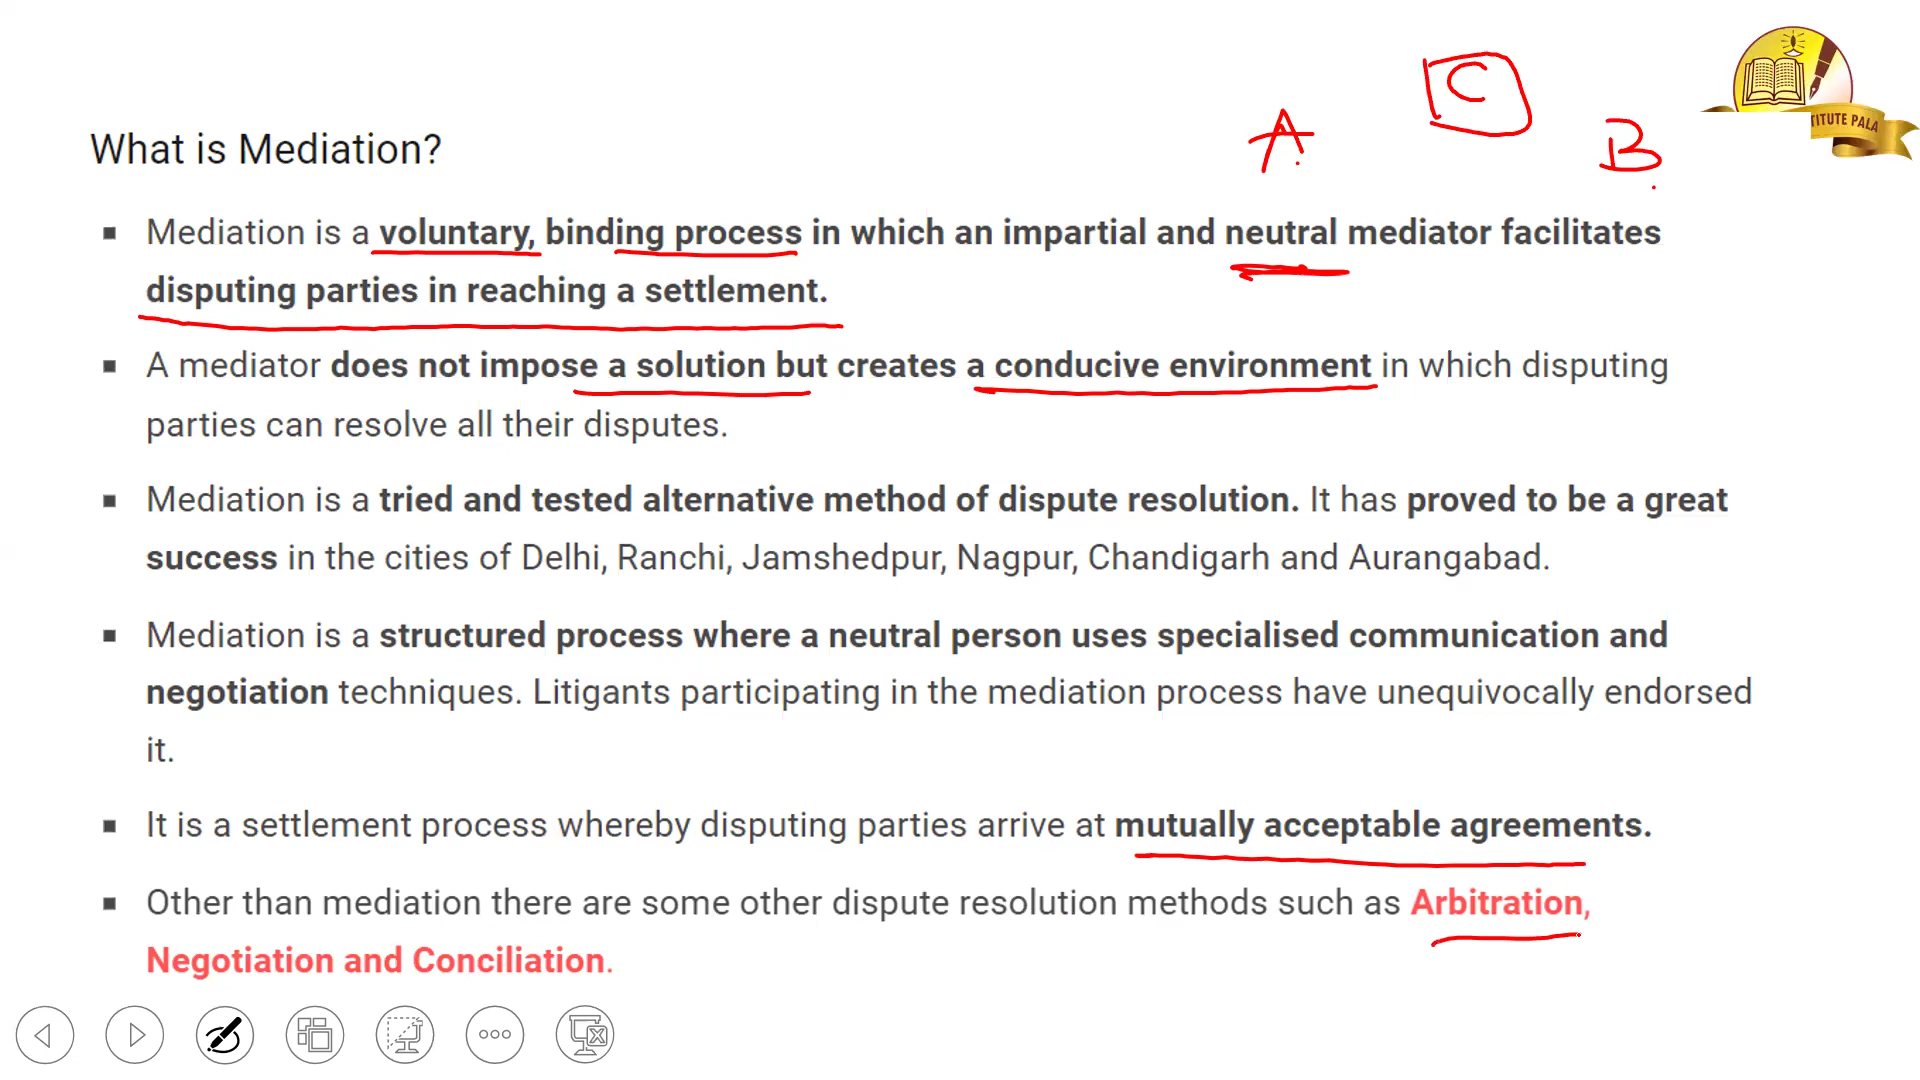 C
A
B
TITUTE PALA
What is Mediation?
▪ Mediation is a voluntary, binding process in which an impartial and neutral mediator facilitates
disputing parties in reaching a settlement.
▪ A mediator does not impose a solution but creates a conducive environment in which disputing
parties can resolve all their disputes.
▪ Mediation is a tried and tested alternative method of dispute resolution. It has proved to be a great
success in the cities of Delhi, Ranchi, Jamshedpur, Nagpur, Chandigarh and Aurangabad.
▪ Mediation is a structured process where a neutral person uses specialised communication and
negotiation techniques. Litigants participating in the mediation process have unequivocally endorsed
it.
▪ It is a settlement process whereby disputing parties arrive at mutually acceptable agreements.
▪ Other than mediation there are some other dispute resolution methods such as Arbitration,
Negotiation and Conciliation.